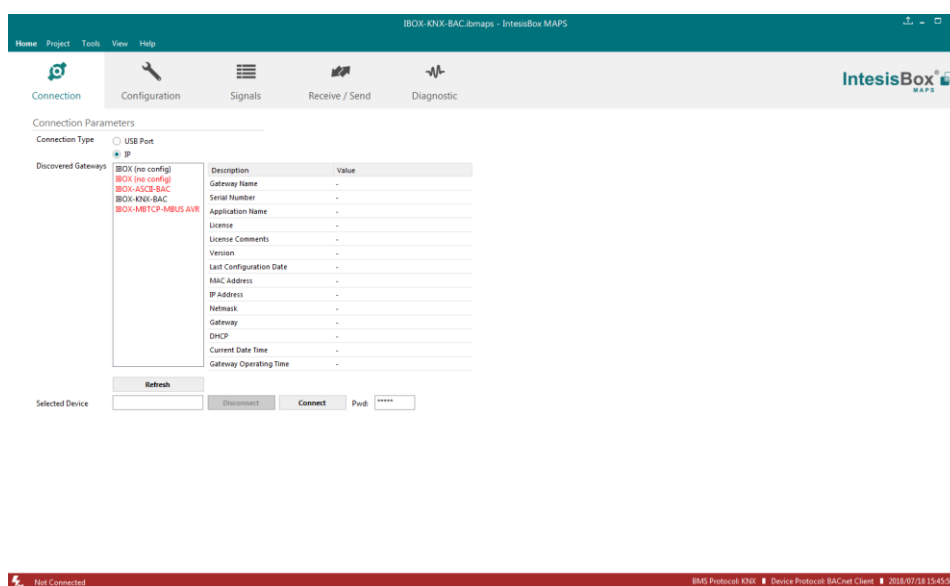 IBOX-KNX-BAC.ibmaps - IntesisBox MAPS
Home Project Tools View Help
Connection Configuration Signals Receive / Send Diagnostic
IntesisBox®
MAPS
Connection Parameters
Connection Type USB Port
IP
Discovered Gateways
IBOX (no config)
IBOX (no config)
IBOX-ASCII-BAC
IBOX-KNX-BAC
IBOX-MBTCP-MBUS AVR
Description Value
Gateway Name -
Serial Number -
Application Name -
License -
License Comments -
Version -
Last Configuration Date -
MAC Address -
IP Address -
Netmask -
Gateway -
DHCP -
Current Date Time -
Gateway Operating Time -
Refresh
Selected Device Disconnect Connect Pwd: *****
Not Connected BMS Protocol: KNX Device Protocol: BACnet Client 2018/07/18 15:45:5